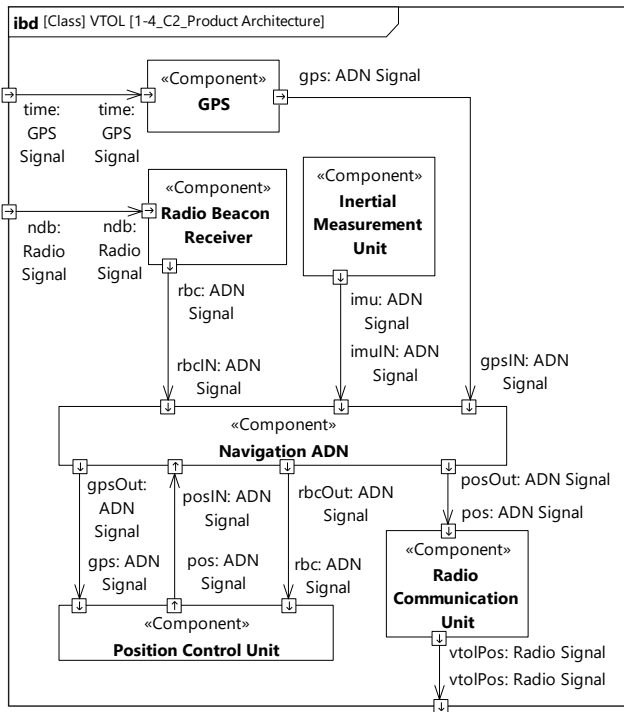 ibd [Class] VTOL [1-4_C2_Product Architecture]
«Component»
GPS
gps: ADN Signal
time:
GPS
Signal
time:
GPS
Signal
«Component»
Radio Beacon
Receiver
«Component»
Inertial
Measurement
Unit
ndb:
Radio
Signal
ndb:
Radio
Signal
rbc: ADN
Signal
imu: ADN
Signal
rbcIN: ADN
Signal
imuIN: ADN
Signal
gpsIN: ADN
Signal
«Component»
Navigation ADN
gpsOut:
ADN
Signal
posIN: ADN
Signal
rbcOut: ADN
Signal
posOut: ADN Signal
gps: ADN
Signal
pos: ADN
Signal
rbc: ADN
Signal
pos: ADN Signal
«Component»
Radio
Communication
Unit
«Component»
Position Control Unit
vtolPos: Radio Signal
vtolPos: Radio Signal